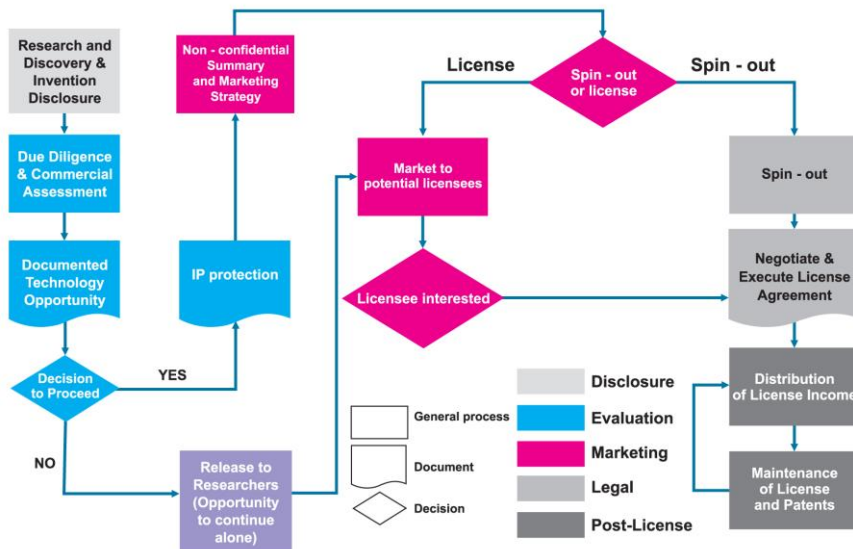 Research and
Discovery &
Invention
Disclosure
Non - confidential
Summary
and Marketing
Strategy
License
Spin - out
or license
Spin - out
Due Diligence
& Commercial
Assessment
Market to
potential licensees
Spin - out
Documented
Technology
Opportunity
IP protection
Licensee interested
Negotiate &
Execute License
Agreement
Decision
to Proceed
YES
NO
Release to
Researchers
(Opportunity
to continue
alone)
General process
Document
Decision
Disclosure
Evaluation
Marketing
Legal
Post-License
Distribution
of License Income
Maintenance
of License
and Patents